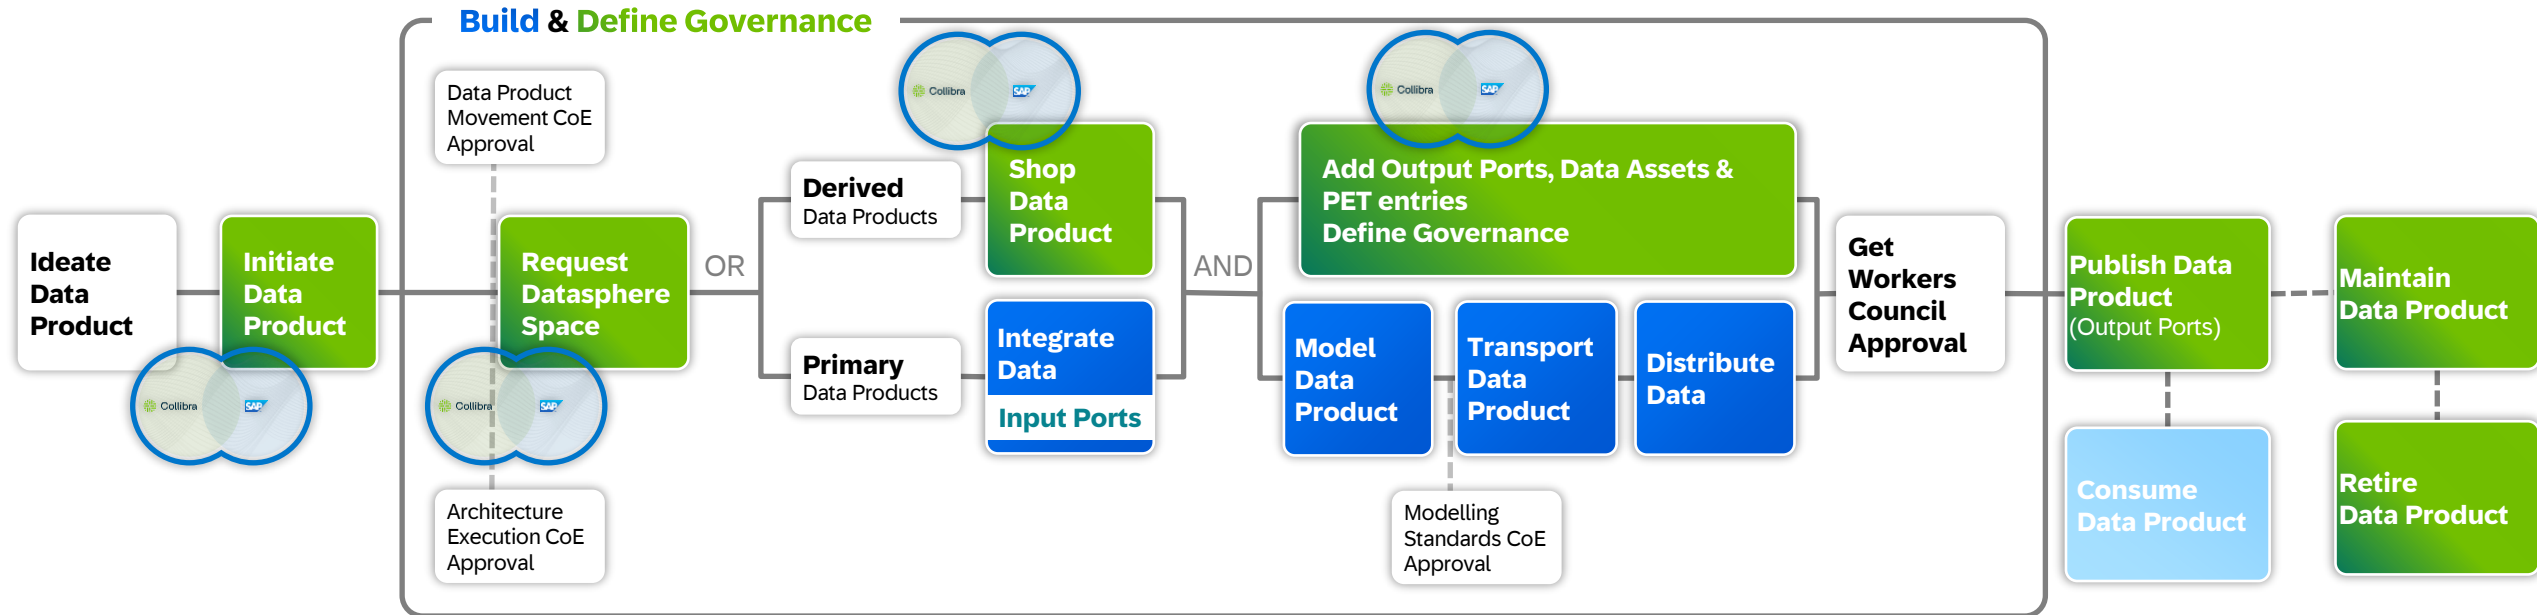 Build & Define Governance
Data Product
Movement CoE
Approval
Collibra
SAP
Collibra
SAP
Ideate
Data
Product
Initiate
Data
Product
Collibra
SAP
Request
Datasphere
Space
Collibra
SAP
Architecture
Execution CoE
Approval
OR
Derived
Data Products
Primary
Data Products
Shop
Data
Product
Integrate
Data
Input Ports
AND
Add Output Ports, Data Assets &
PET entries
Define Governance
Model
Data
Product
Transport
Data
Product
Distribute
Data
Modelling
Standards CoE
Approval
Get
Workers
Council
Approval
Publish Data
Product
(Output Ports)
Maintain
Data Product
Consume
Data Product
Retire
Data Product